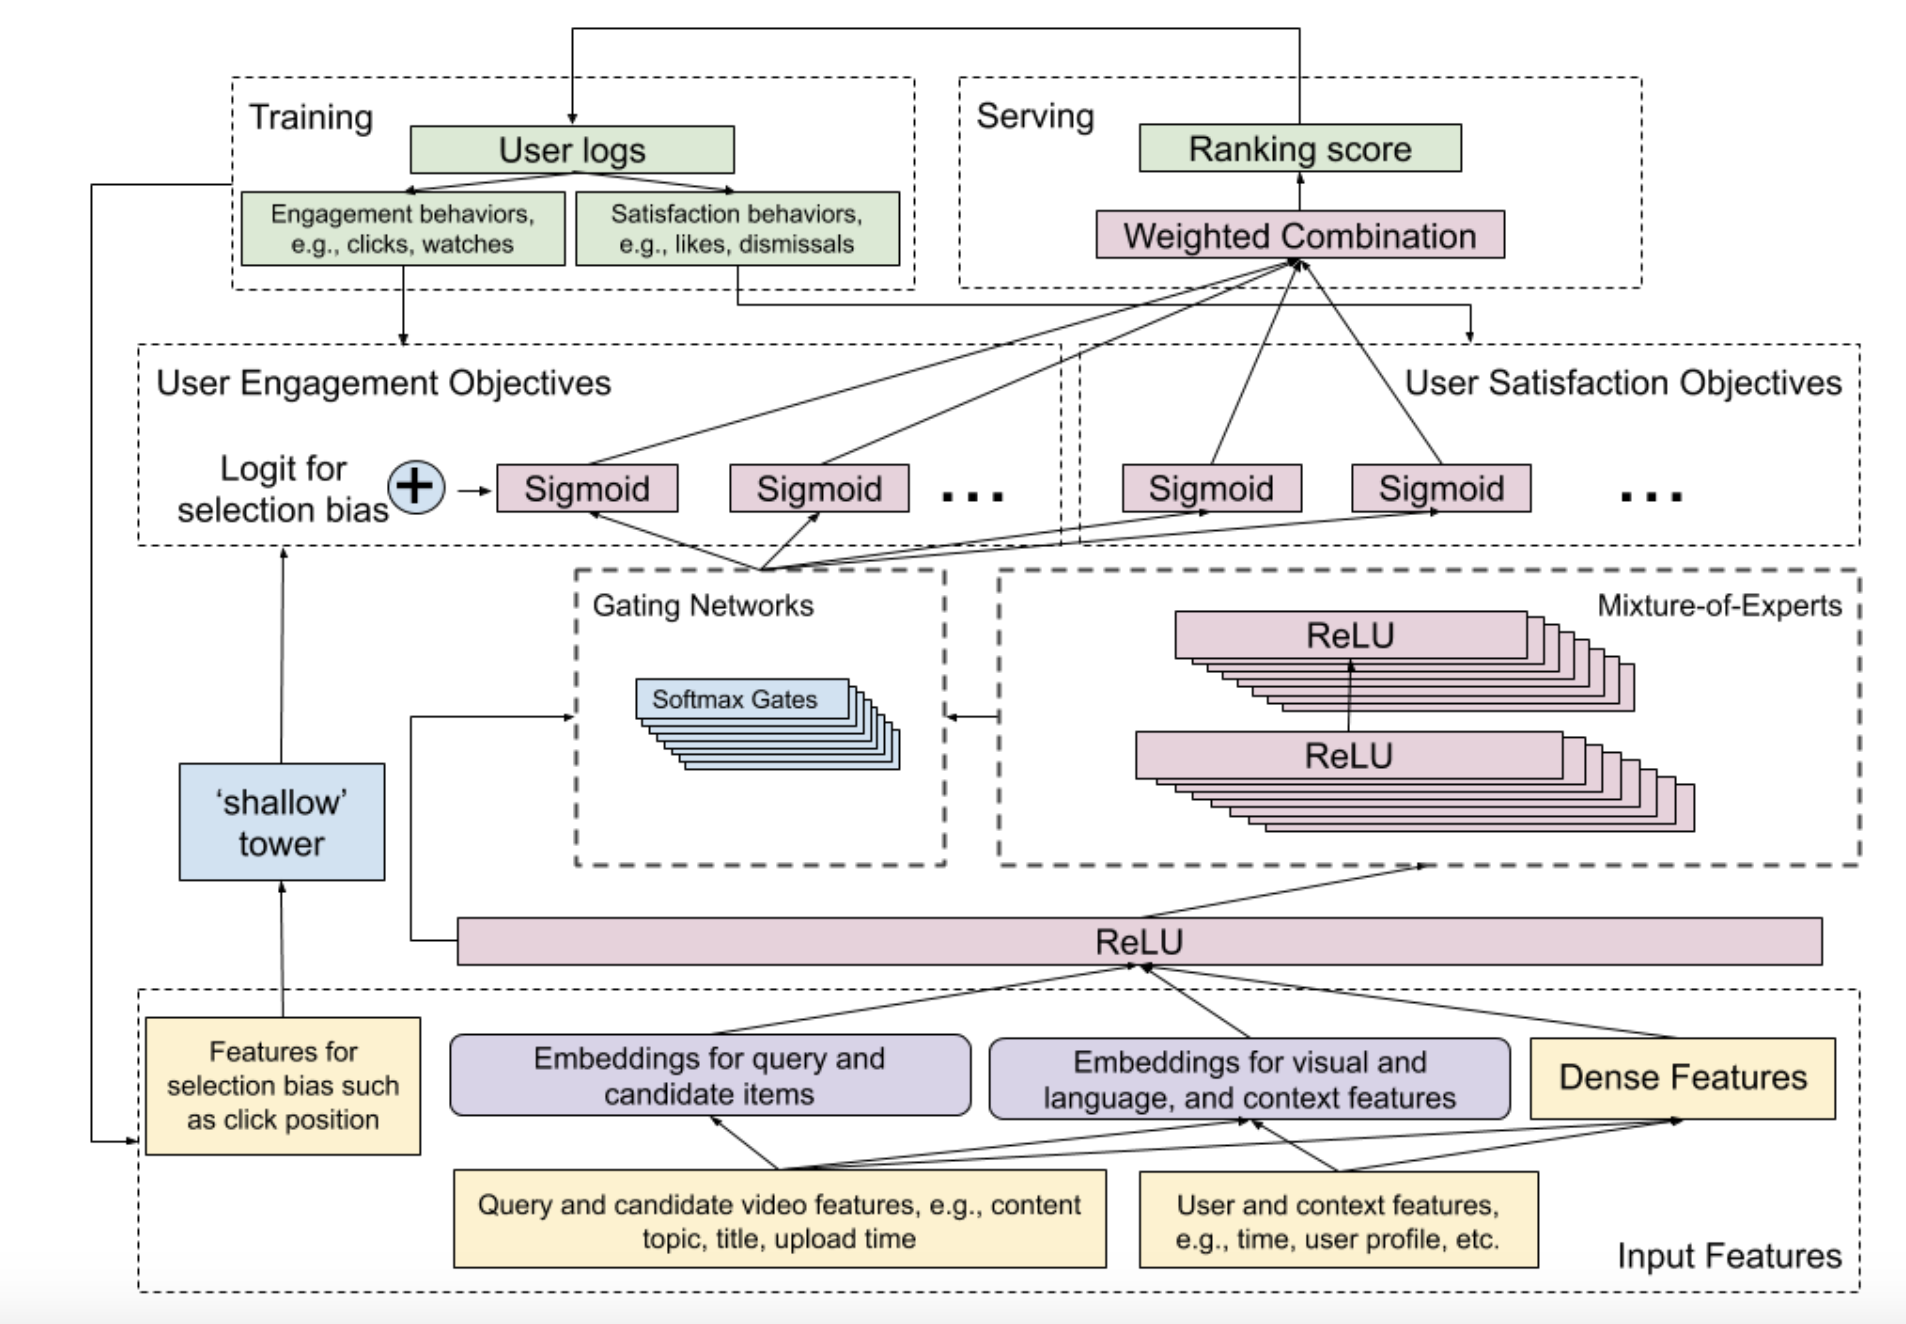 Training
User logs
Engagement behaviors,
e.g., clicks, watches
Satisfaction behaviors,
e.g., likes, dismissals
Serving
Ranking score
Weighted Combination
User Engagement Objectives
Logit for
selection bias
+
Sigmoid
Sigmoid
...
User Satisfaction Objectives
Sigmoid
Sigmoid
...
Gating Networks
Softmax Gates
Mixture-of-Experts
ReLU
ReLU
‘shallow’
tower
ReLU
Features for
selection bias such
as click position
Embeddings for query and
candidate items
Embeddings for visual and
language, and context features
Dense Features
Query and candidate video features, e.g., content
topic, title, upload time
User and context features,
e.g., time, user profile, etc.
Input Features